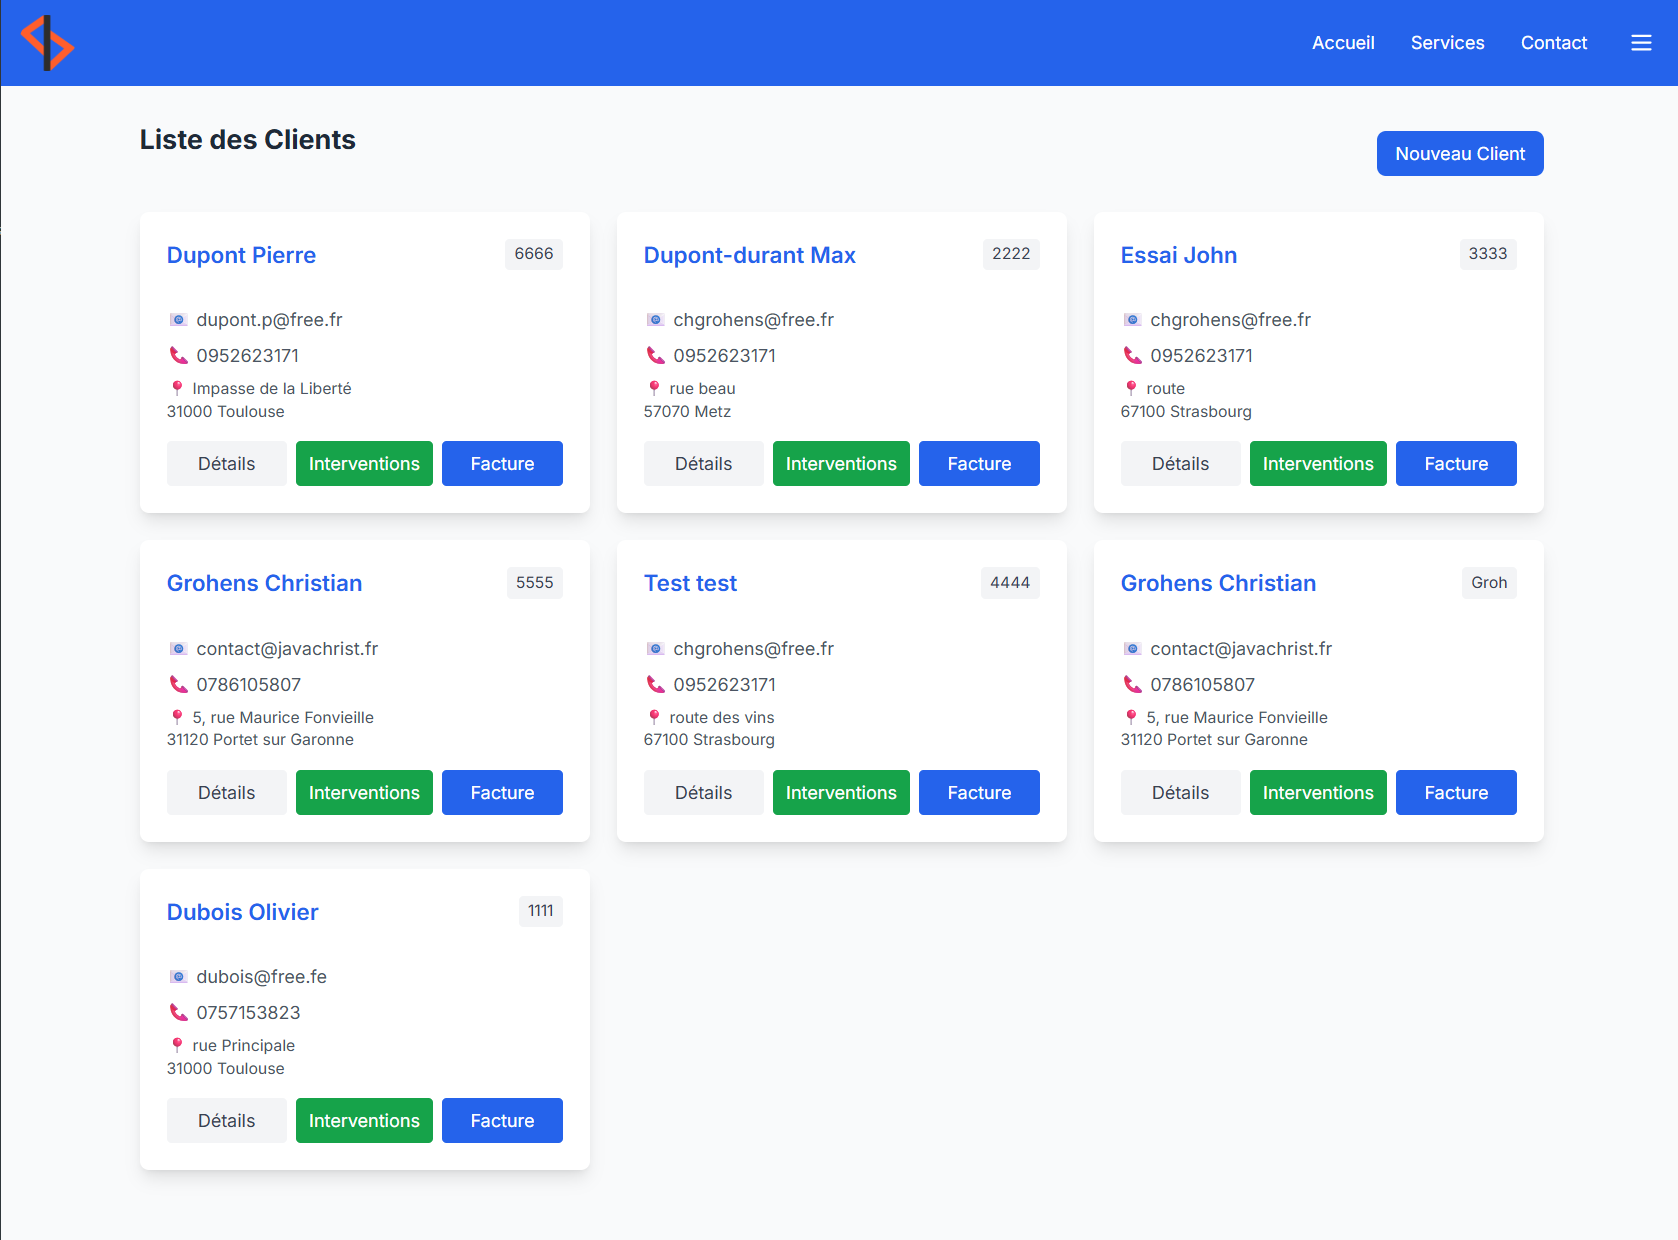 Accueil Services Contact
Liste des Clients
Nouveau Client
Dupont Pierre 6666
dupont.p@free.fr
0952623171
Impasse de la Liberté
31000 Toulouse
Détails Interventions Facture
Dupont-durant Max 2222
chgrohens@free.fr
0952623171
rue beau
57070 Metz
Détails Interventions Facture
Essai John 3333
chgrohens@free.fr
0952623171
route
67100 Strasbourg
Détails Interventions Facture
Grohens Christian 5555
contact@javachrist.fr
0786105807
5, rue Maurice Fonvieille
31120 Portet sur Garonne
Détails Interventions Facture
Test test 4444
chgrohens@free.fr
0952623171
route des vins
67100 Strasbourg
Détails Interventions Facture
Grohens Christian Groh
contact@javachrist.fr
0786105807
5, rue Maurice Fonvieille
31120 Portet sur Garonne
Détails Interventions Facture
Dubois Olivier 1111
dubois@free.fe
0757153823
rue Principale
31000 Toulouse
Détails Interventions Facture